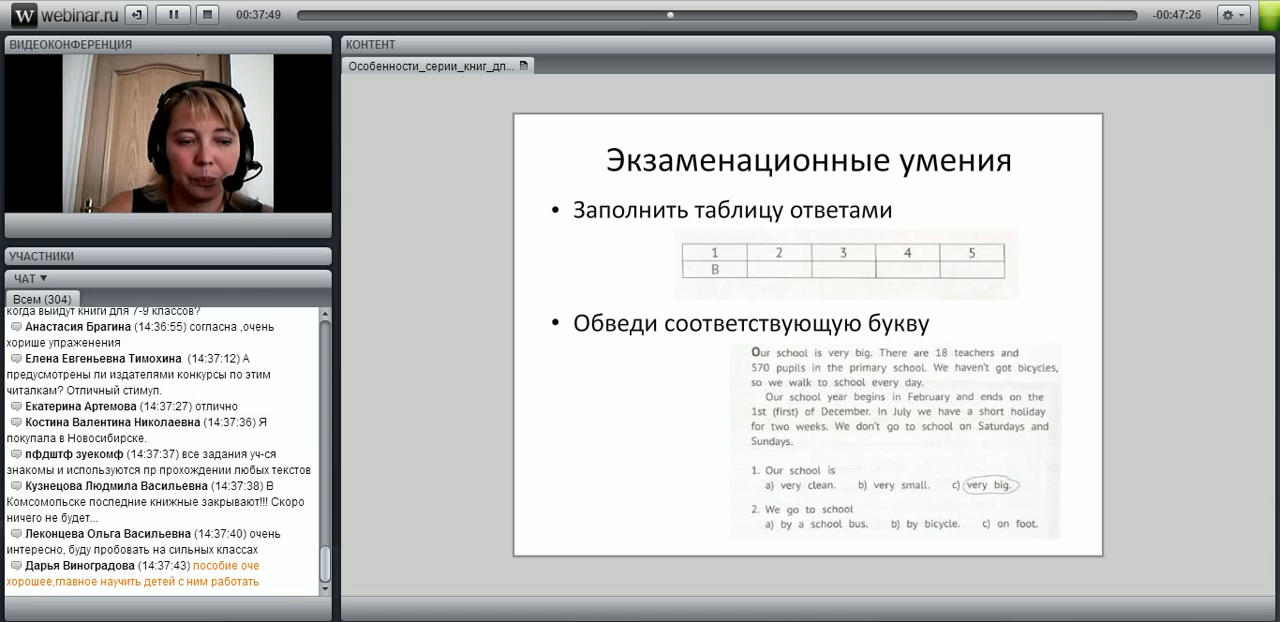 webinar.ru
00:37:49
-00:47:26
ВИДЕОКОНФЕРЕНЦИЯ
УЧАСТНИКИ
ЧАТ
Всем (304)
когда выйдут книги для 7-9 классов?
Анастасия Брагина (14:36:55) согласна ,очень
хорише упраженения
Елена Евгеньевна Тимохина (14:37:12) А
предусмотрены ли издателями конкурсы по этим
читалкам? Отличный стимул.
Екатерина Артемова (14:37:27) отлично
Костина Валентина Николаевна (14:37:36) Я
покупала в Новосибирске.
пфдштф зуекомф (14:37:37) все задания уч-ся
знакомы и используются пр прохождении любых текстов
Кузнецова Людмила Васильевна (14:37:38) В
Комсомольске последние книжные закрывают!!! Скоро
ничего не будет...
Леконцева Ольга Васильевна (14:37:40) очень
интересно, буду пробовать на сильных классах
Дарья Виноградова (14:37:43) пособие оче
хорошее,главное научить детей с ним работать
КОНТЕНТ
Особенности_серии_книг_дл...
Экзаменационные умения
• Заполнить таблицу ответами
1 2 3 4 5
B
• Обведи соответствующую букву
Our school is very big. There are 18 teachers and
570 pupils in the primary school. We haven't got bicycles,
so we walk to school every day.
Our school year begins in February and ends on the
1st (first) of December. In July we have a short holiday
for two weeks. We don't go to school on Saturdays and
Sundays.
1. Our school is
a) very clean. b) very small. c) very big.
2. We go to school
a) by a school bus. b) by bicycle. c) on foot.